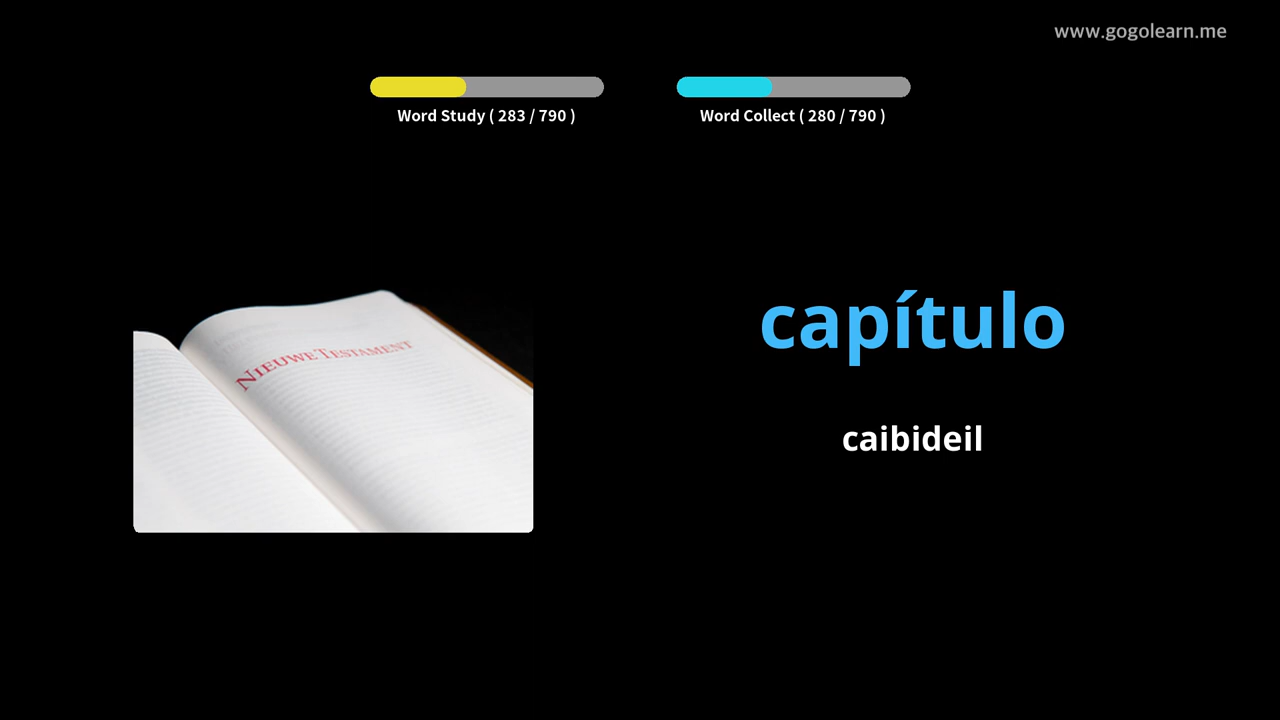 www.gogolearn.me
Word Study ( 283 / 790 )
Word Collect ( 280 / 790 )
NIEUWE TESTAMENT
capítulo
caibideil